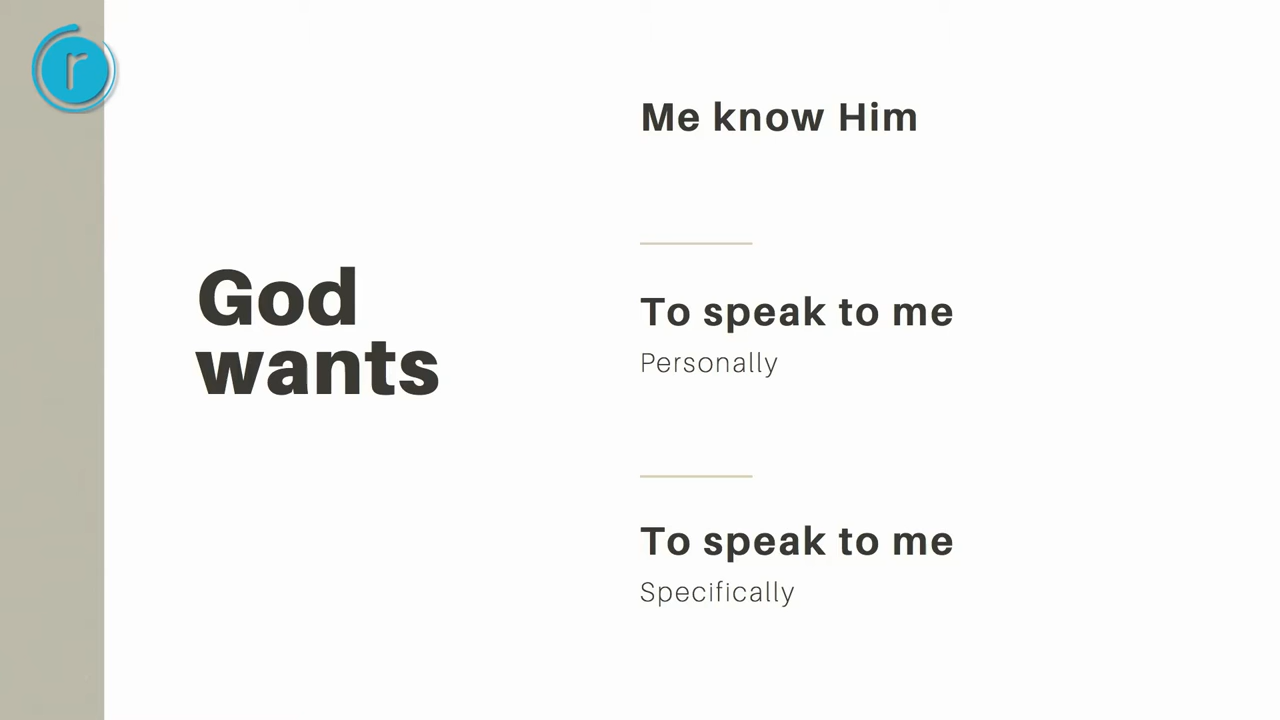 r
God
wants
Me know Him
To speak to me
Personally
To speak to me
Specifically